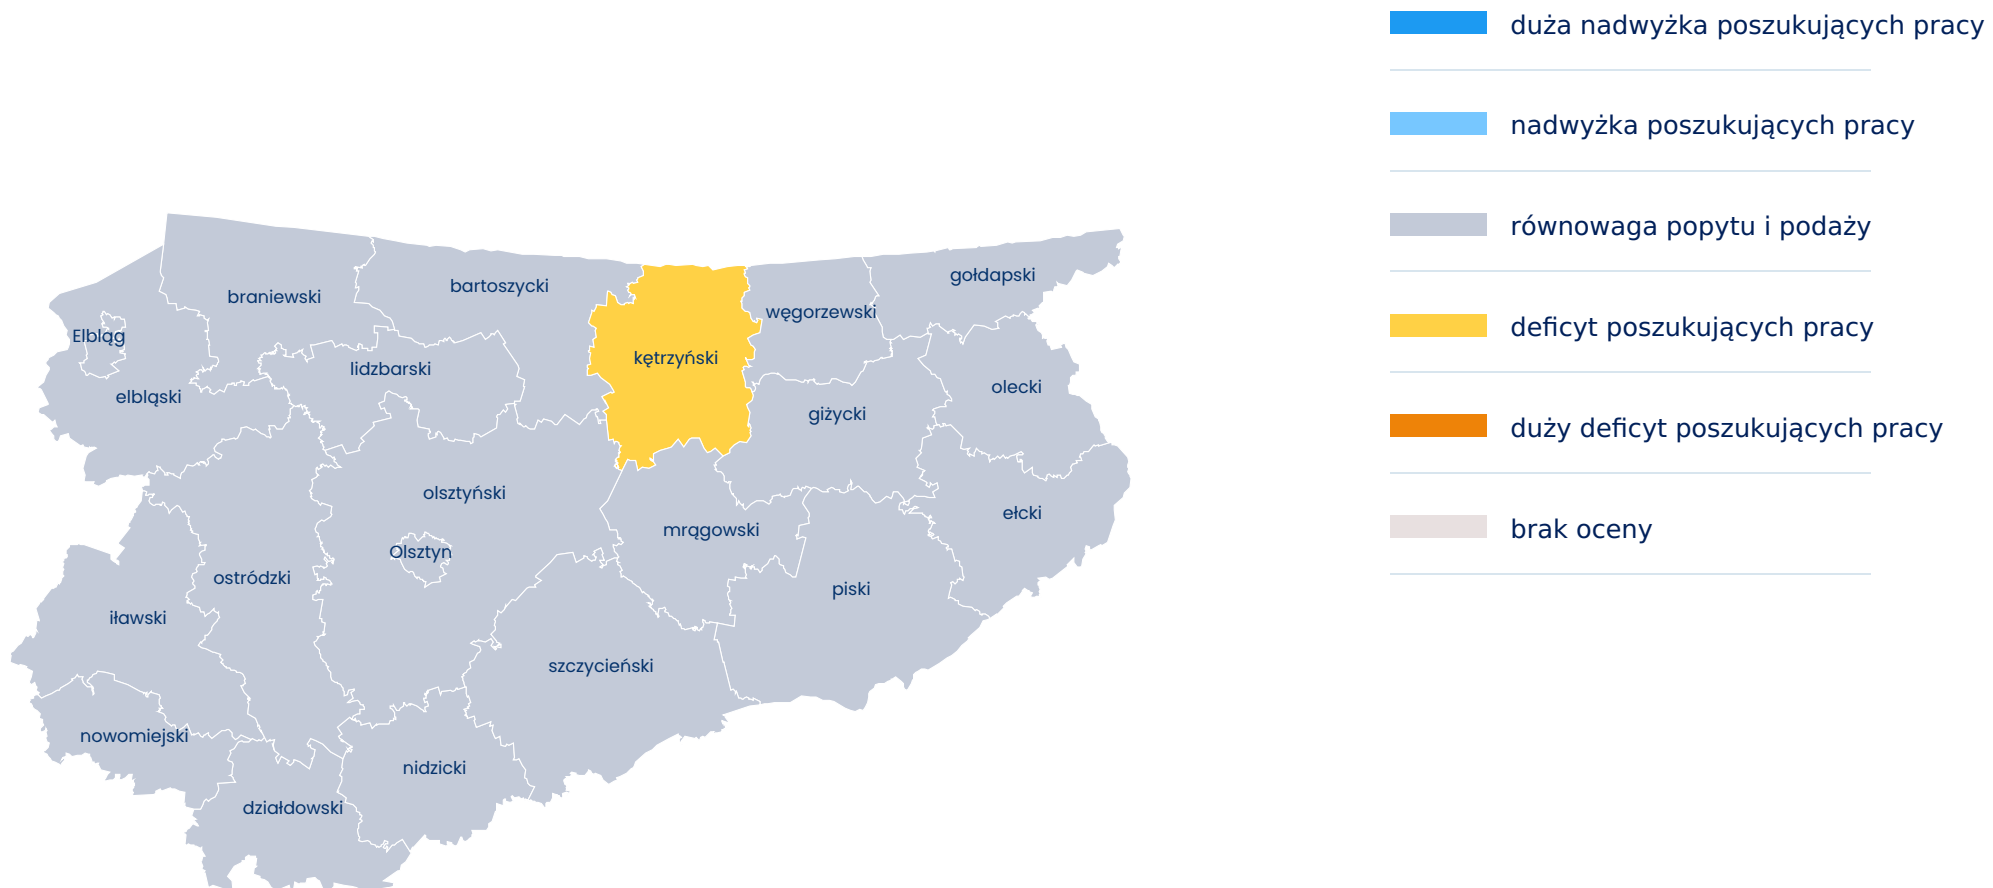 duża nadwyżka poszukujących pracy
nadwyżka poszukujących pracy
równowaga popytu i podaży
deficyt poszukujących pracy
duży deficyt poszukujących pracy
brak oceny
gołdapski
bartoszycki
braniewski
węgorzewski
Elbląg
kętrzyński
lidzbarski
olecki
elbląski
giżycki
olsztyński
ełcki
mrągowski
Olsztyn
ostródzki
piski
iławski
szczycieński
nowomiejski
nidzicki
działdowski